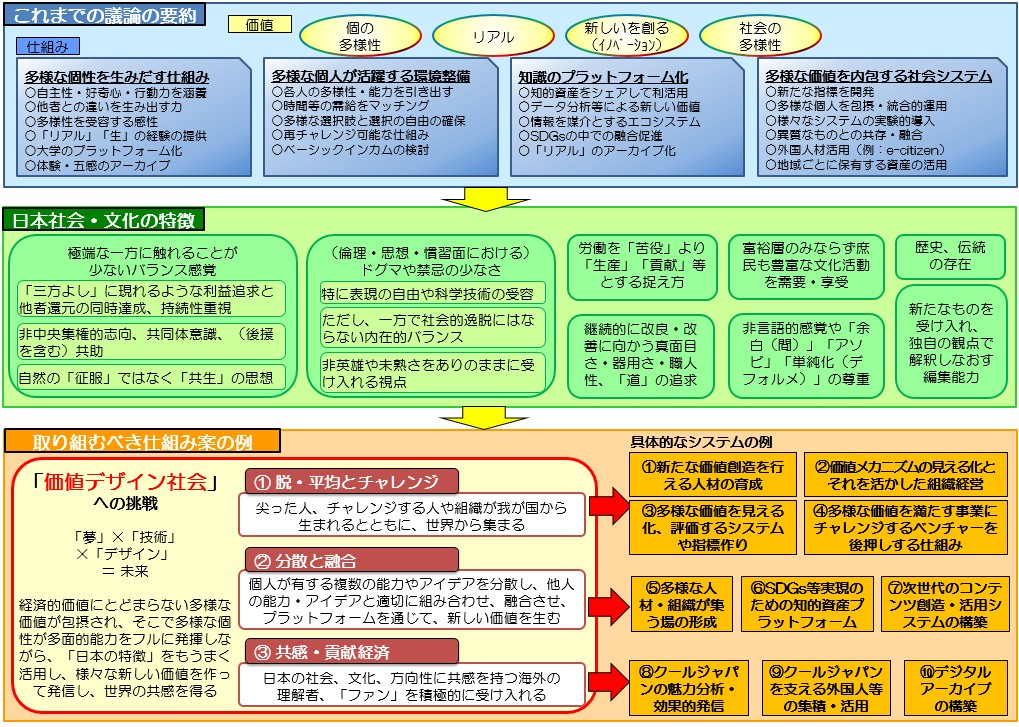 これまでの議論の要約
価値
個の
多様性
リアル
新しいを創る
（イノベーション）
社会の
多様性
仕組み
多様な個性を生みだす仕組み
○自主性・好奇心・行動力を涵養
○他者との違いを生み出す力
○多様性を受容する感性
○「リアル」「生」の経験の提供
○大学のプラットフォーム化
○体験・五感のアーカイブ
多様な個人が活躍する環境整備
○各人の多様性・能力を引き出す
○時間等の需給をマッチング
○多様な選択肢と選択の自由の確保
○再チャレンジ可能な仕組み
○ベーシックインカムの検討
知識のプラットフォーム化
○知的資産をシェアして利活用
○データ分析等による新しい価値
○情報を媒介とするエコシステム
○SDGsの中での融合促進
○「リアル」のアーカイブ化
多様な価値を内包する社会システム
○新たな指標を開発
○多様な個人を包摂・統合的運用
○様々なシステムの実験的導入
○異質なものとの共存・融合
○外国人材活用（例：e-citizen）
○地域ごとに保有する資産の活用
日本社会・文化の特徴
極端な一方に触れることが
少ないバランス感覚
「三方よし」に現れるような利益追求と
他者還元の同時達成、持続性重視
非中央集権的志向、共同体意識、（後援
を含む）共助
自然の「征服」ではなく「共生」の思想
（倫理・思想・慣習面における）
ドグマや禁忌の少なさ
特に表現の自由や科学技術の受容
ただし、一方で社会的逸脱にはな
らない内在的バランス
非英雄や未熟さをありのままに受
け入れる視点
労働を「苦役」より
「生産」「貢献」等
とする捉え方
継続的に改良・改
善に向かう真面目
さ・器用さ・職人
性、「道」の追求
富裕層のみならず庶
民も豊富な文化活動
を需要・享受
非言語的感覚や「余
白（間）」「アソ
ビ」「単純化（デ
フォルメ）」の尊重
歴史、伝統
の存在
新たなものを
受け入れ、
独自の観点で
解釈しなおす
編集能力
取り組むべき仕組み案の例
「価値デザイン社会」
への挑戦
「夢」×「技術」
×「デザイン」
＝ 未来
経済的価値にとどまらない多様な
価値が包摂され、そこで多様な個
性が多面的能力をフルに発揮しな
がら、「日本の特徴」をもうまく
活用し、様々な新しい価値を作っ
て発信し、世界の共感を得る
① 脱・平均とチャレンジ
尖った人、チャレンジする人や組織が我が国から
生まれるとともに、世界から集まる
② 分散と融合
個人が有する複数の能力やアイデアを分散し、他人
の能力・アイデアと適切に組み合わせ、融合させ、
プラットフォームを通じて、新しい価値を生む
③ 共感・貢献経済
日本の社会、文化、方向性に共感を持つ海外の
理解者、「ファン」を積極的に受け入れる
具体的なシステムの例
①新たな価値創造を行
える人材の育成
②価値メカニズムの見える化と
それを活かした組織経営
③多様な価値を見える
化、評価するシステム
や指標作り
④多様な価値を満たす事業に
チャレンジするベンチャーを
後押しする仕組み
⑤多様な人
材・組織が集
う場の形成
⑥SDGs等実現の
ための知的資産プ
ラットフォーム
⑦次世代のコンテ
ンツ創造・活用シ
ステムの構築
⑧クールジャパ
ンの魅力分析・
効果的発信
⑨クールジャパン
を支える外国人等
の集積・活用
⑩デジタル
アーカイブ
の構築